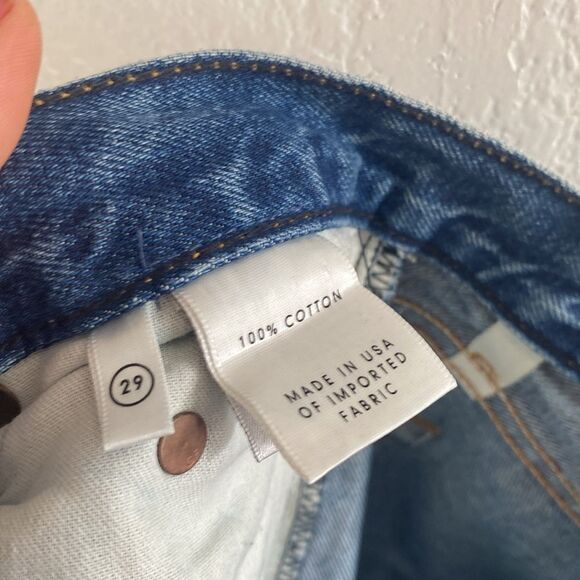 100% COTTON
MADE IN USA
OF IMPORTED
FABRIC
29